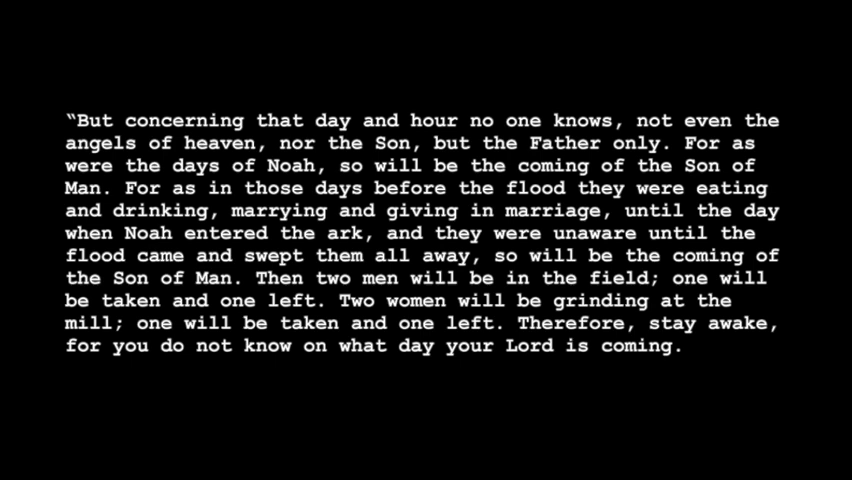 “But concerning that day and hour no one knows, not even the
angels of heaven, nor the Son, but the Father only. For as
were the days of Noah, so will be the coming of the Son of
Man. For as in those days before the flood they were eating
and drinking, marrying and giving in marriage, until the day
when Noah entered the ark, and they were unaware until the
flood came and swept them all away, so will be the coming of
the Son of Man. Then two men will be in the field; one will
be taken and one left. Two women will be grinding at the
mill; one will be taken and one left. Therefore, stay awake,
for you do not know on what day your Lord is coming.